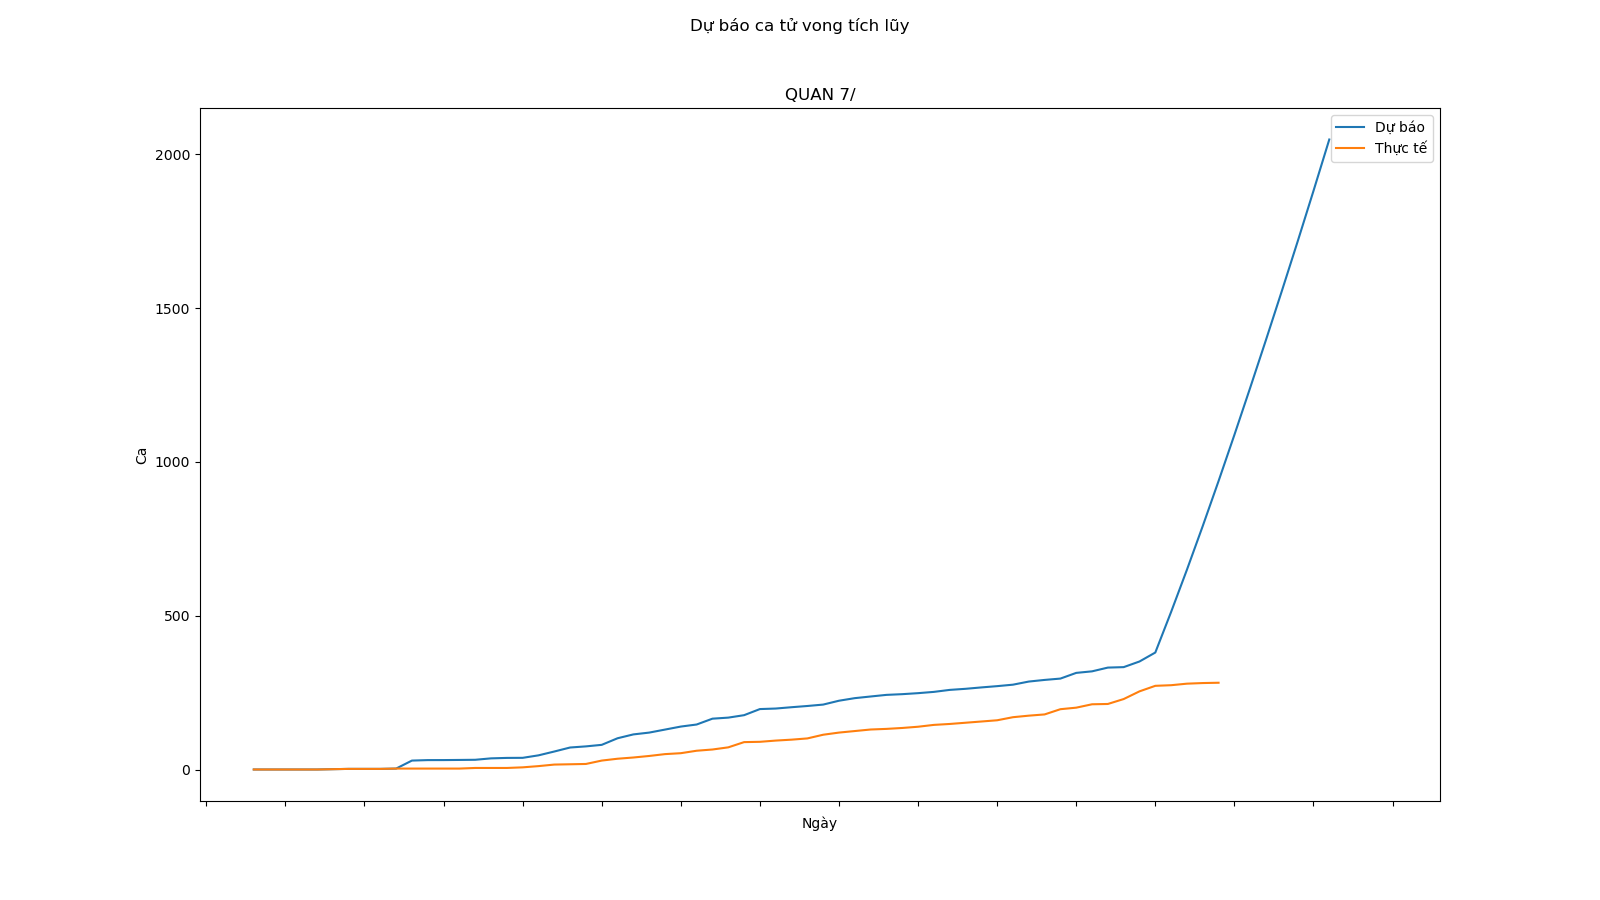 Dự báo ca tử vong tích lũy
QUAN 7/
Dự báo
Thực tế
2000
1500
1000
500
0
Ca
Ngày